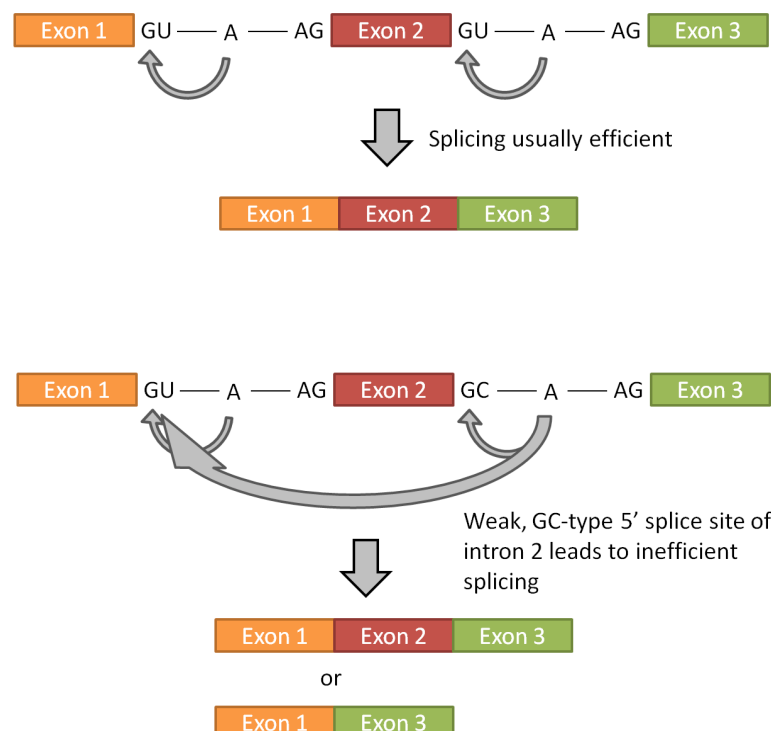 Exon 1 GU A AG Exon 2 GU A AG Exon 3
Splicing usually efficient
Exon 1 Exon 2 Exon 3
Exon 1 GU A AG Exon 2 GC A AG Exon 3
Weak, GC-type 5’ splice site of
intron 2 leads to inefficient
splicing
Exon 1 Exon 2 Exon 3
or
Exon 1 Exon 3